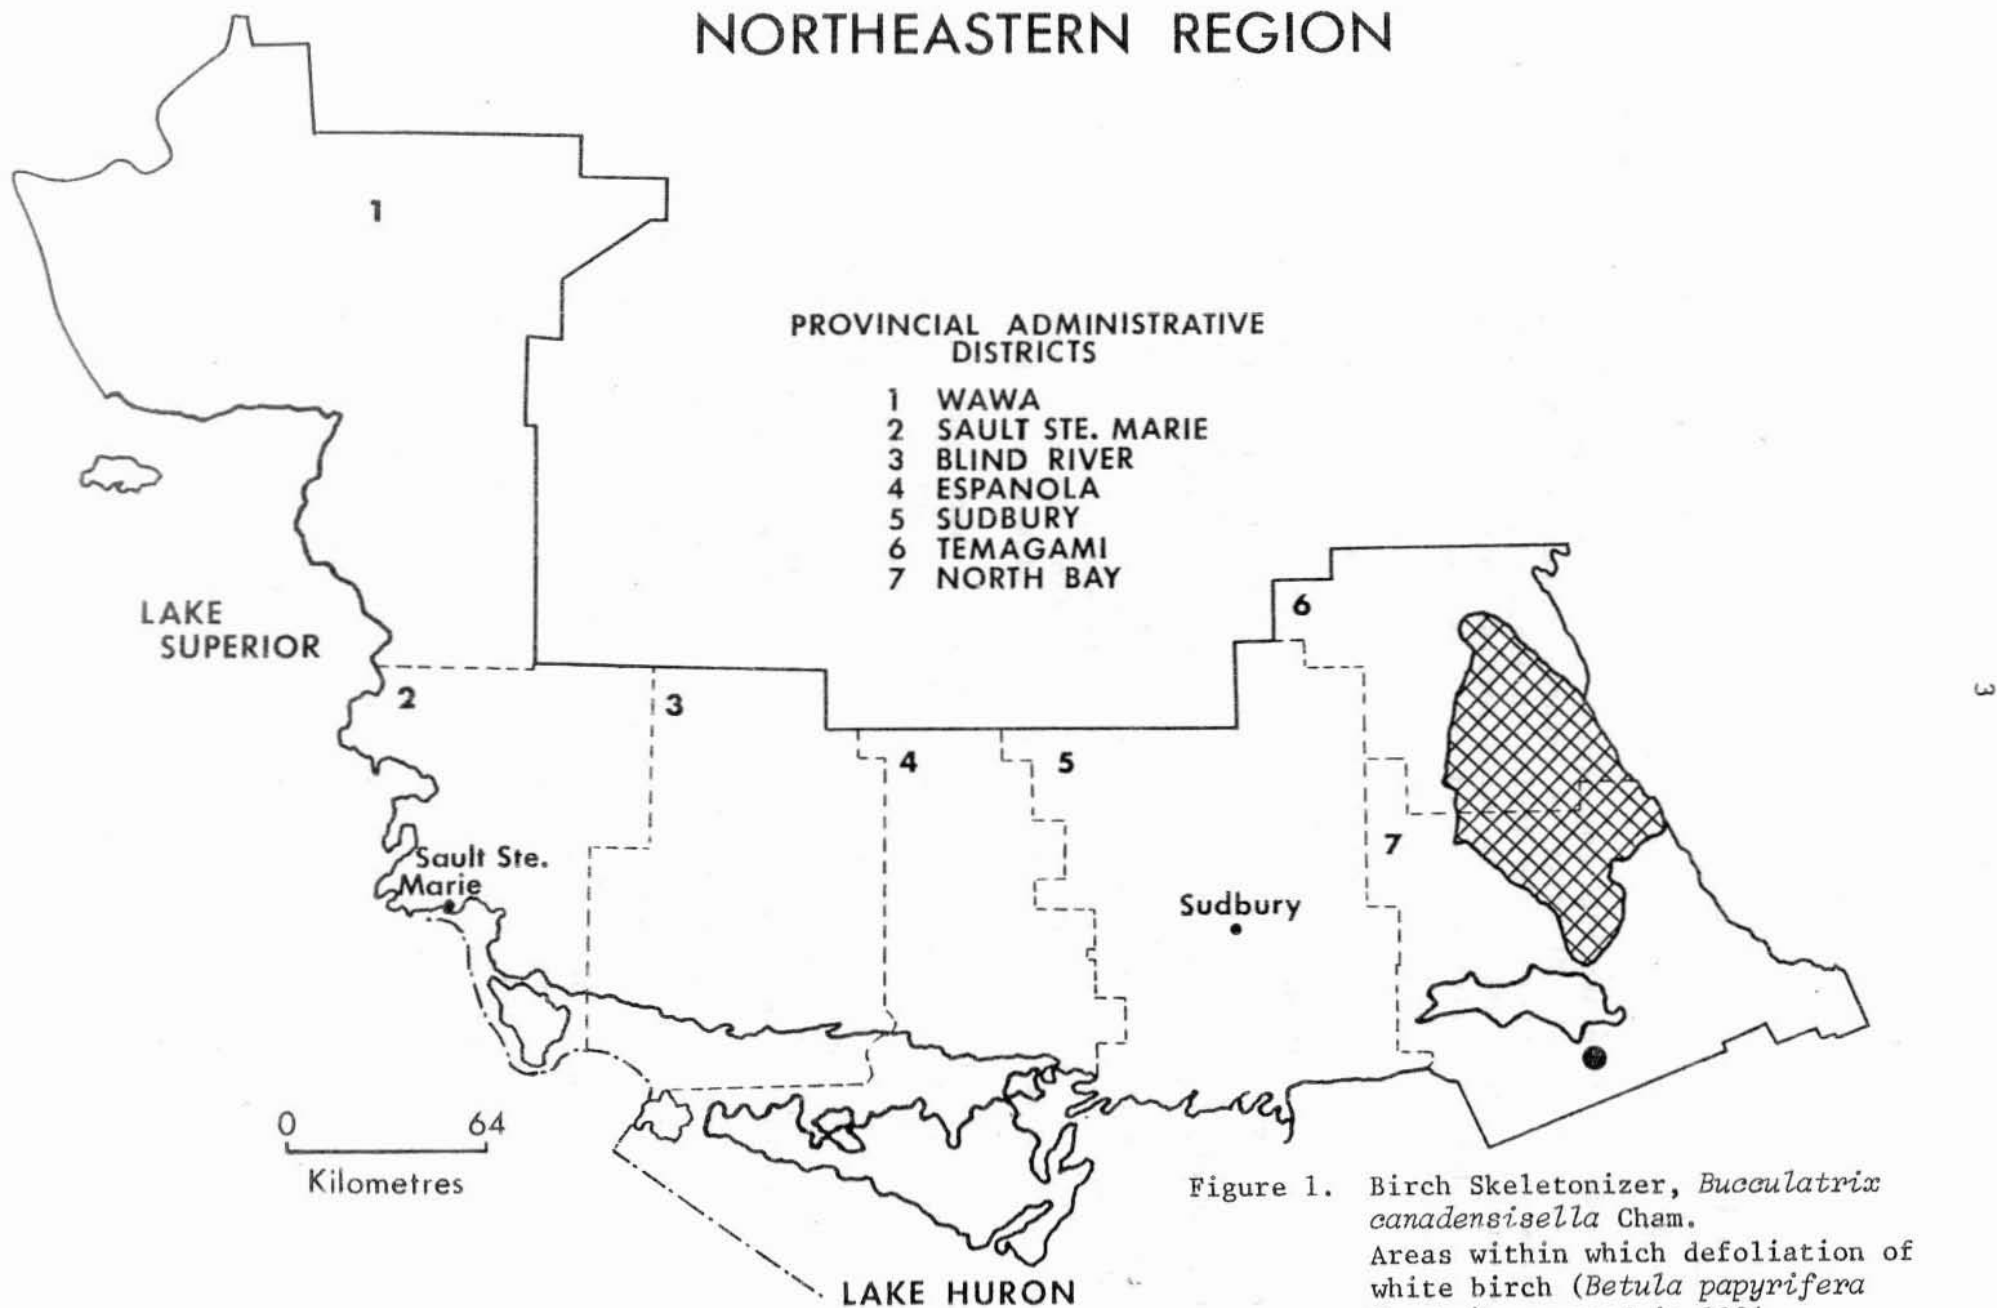 NORTHEASTERN REGION
1
PROVINCIAL ADMINISTRATIVE
DISTRICTS
1 WAWA
2 SAULT STE. MARIE
3 BLIND RIVER
4 ESPANOLA
5 SUDBURY
6 TEMAGAMI
7 NORTH BAY
LAKE
SUPERIOR
6
3
2
3
4
5
7
Sault Ste.
Marie
Sudbury
0 64
Kilometres
LAKE HURON
Figure 1. Birch Skeletonizer, Bucculatrix
canadensisella Cham.
Areas within which defoliation of
white birch (Betula papyrifera